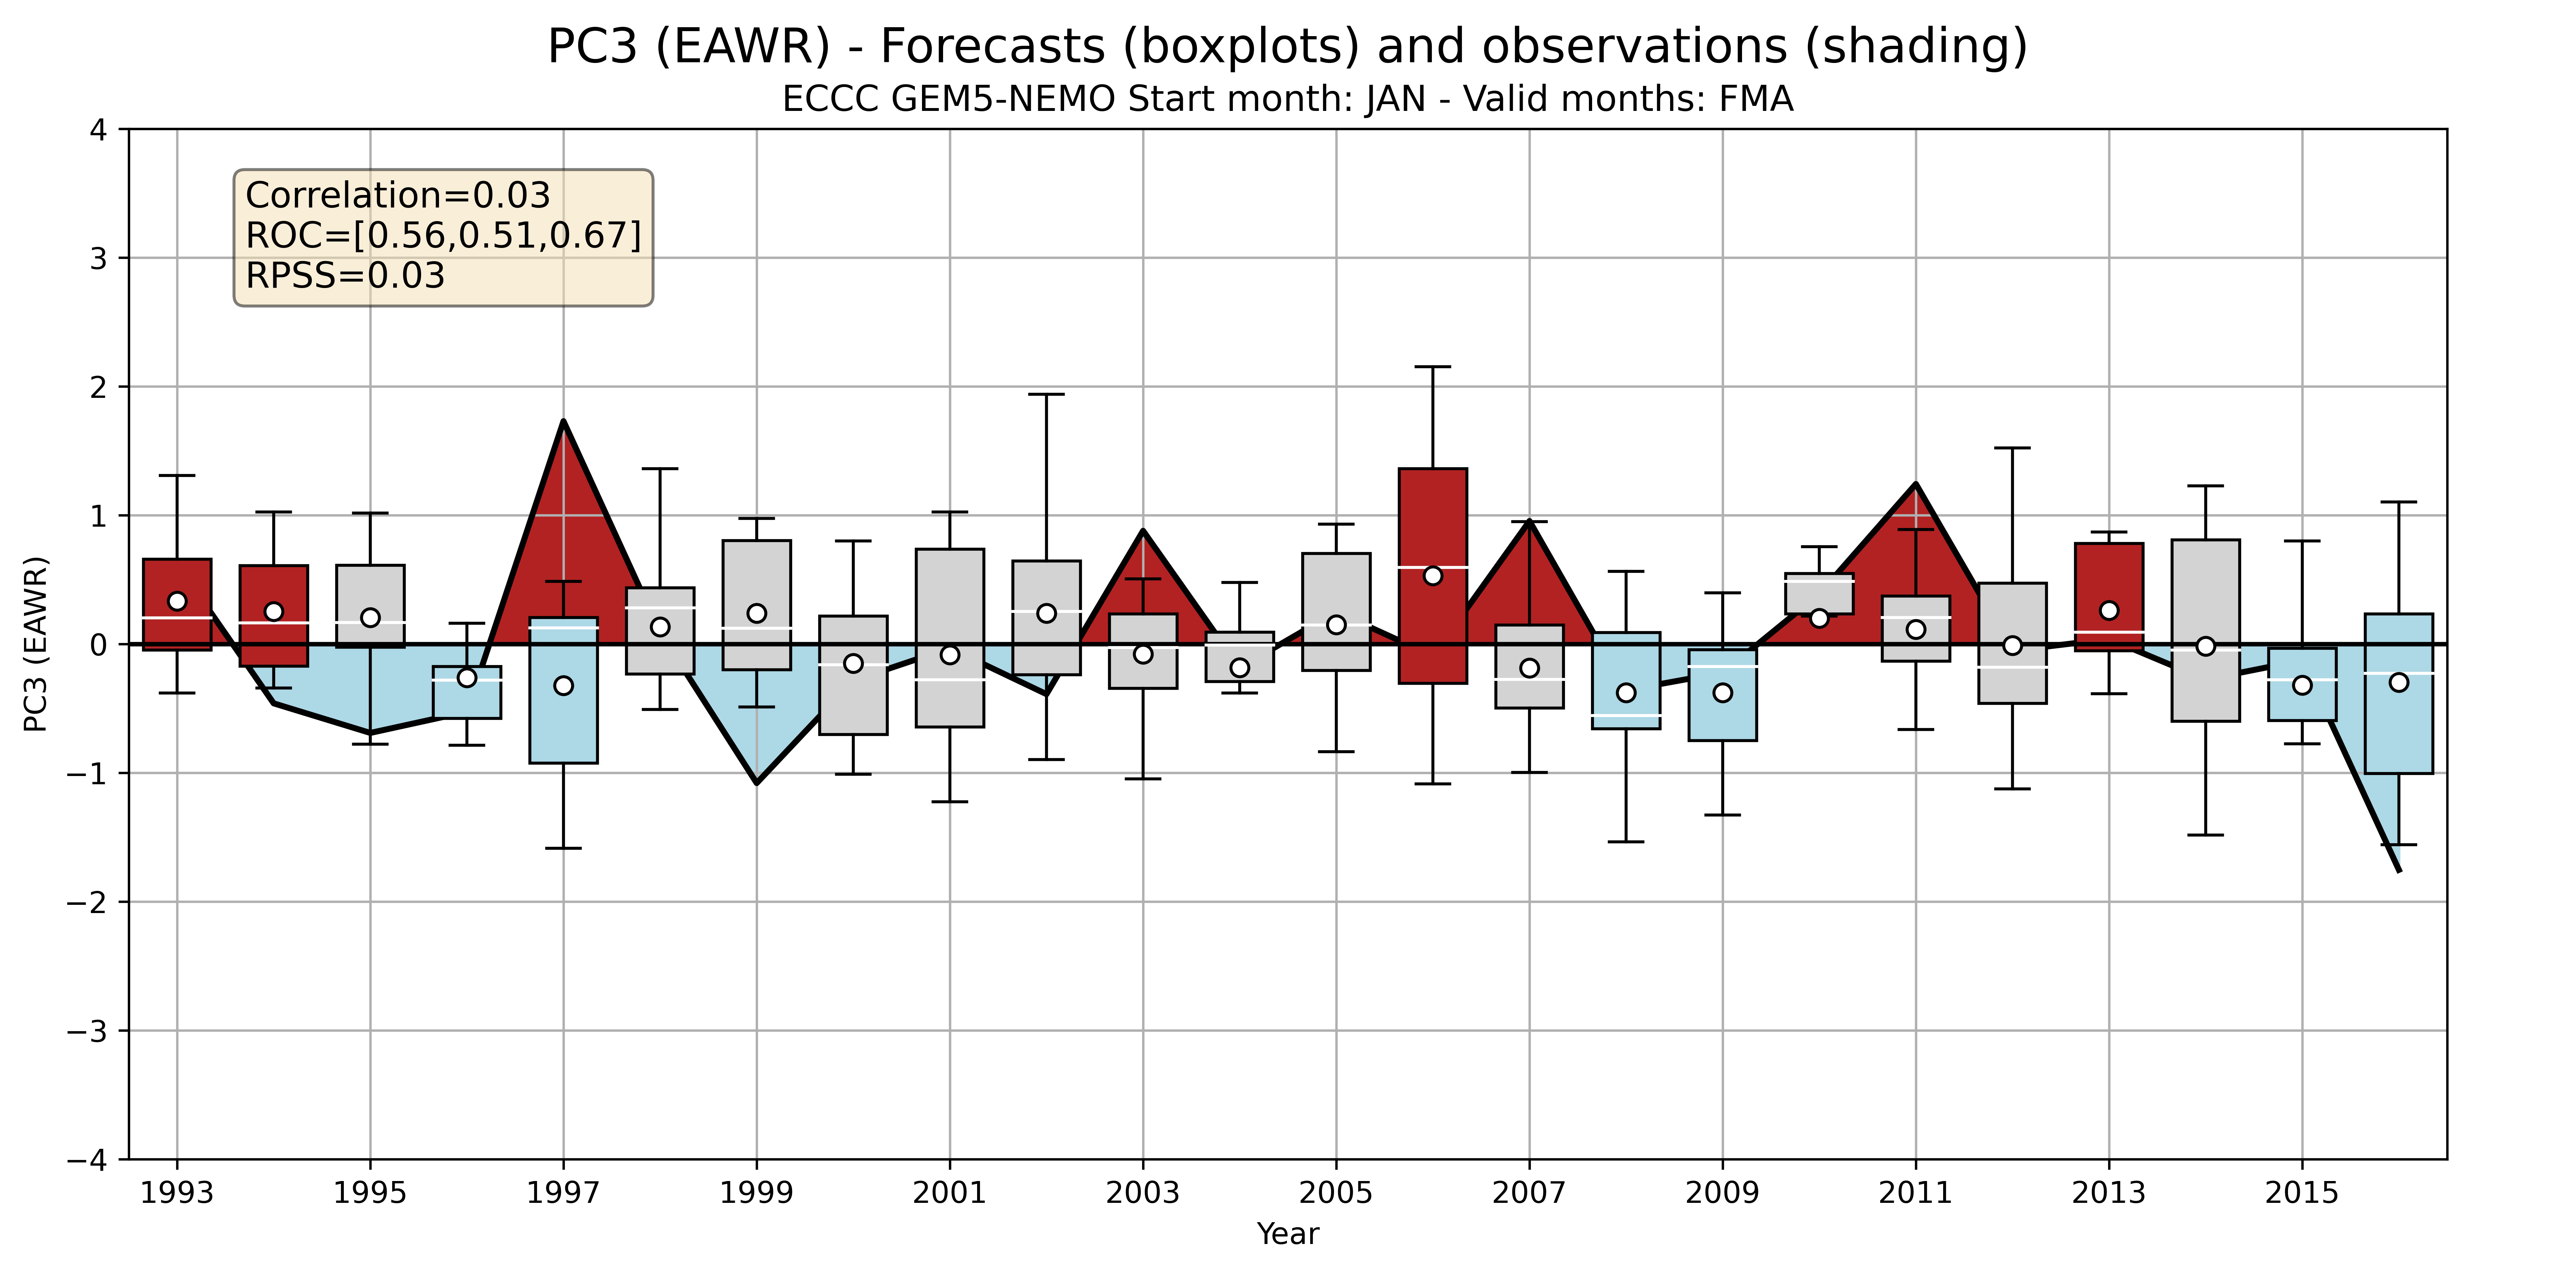 PC3 (EAWR) - Forecasts (boxplots) and observations (shading)
ECCC GEM5-NEMO Start month: JAN - Valid months: FMA
Correlation=0.03
ROC=[0.56,0.51,0.67]
RPSS=0.03
PC3 (EAWR)
4
3
2
1
0
−1
−2
−3
−4
1993 1995 1997 1999 2001 2003 2005 2007 2009 2011 2013 2015
Year